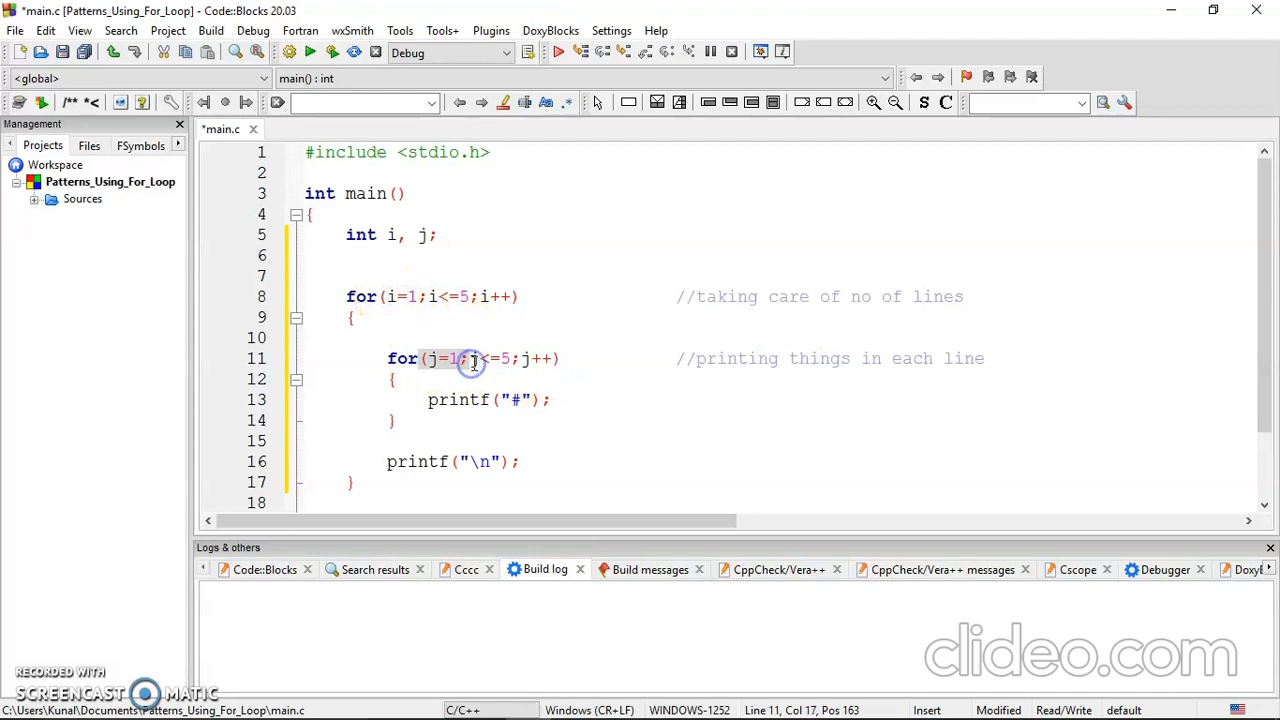 *main.c [Patterns_Using_For_Loop] - Code::Blocks 20.03
File Edit View Search Project Build Debug Fortran wxSmith Tools Tools+ Plugins DoxyBlocks Settings Help
Debug
<global>
main() : int
/** *<
S C
Management
*main.c
Projects Files FSymbols
Workspace
Patterns_Using_For_Loop
Sources
1 #include <stdio.h>
2
3 int main()
4 {
5 int i, j;
6
7
8 for(i=1;i<=5;i++) //taking care of no of lines
9 {
10
11 for(j=1;j<=5;j++) //printing things in each line
12 {
13 printf("#");
14 }
15
16 printf("\n");
17 }
18
Logs & others
Code::Blocks Search results Cccc Build log Build messages CppCheck/Vera++ CppCheck/Vera++ messages Cscope Debugger DoxyB
clideo.com
RECORDED WITH
SCREENCAST MATIC
C:\Users\Kunal\Documents\Patterns_Using_For_Loop\main.c C/C++ Windows (CR+LF) WINDOWS-1252 Line 11, Col 17, Pos 163 Insert Modified Read/Write default